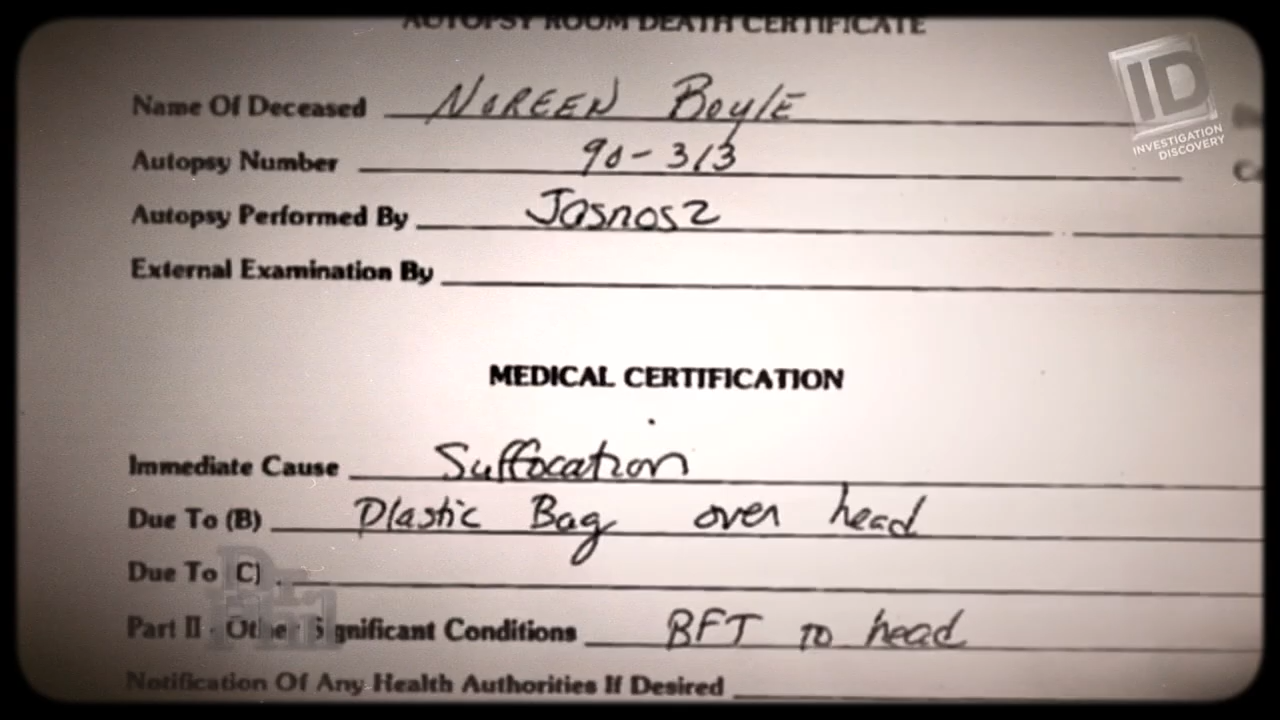 AUTOPSY ROOM DEATH CERTIFICATE
ID
INVESTIGATION
DISCOVERY
Name Of Deceased NOREEN BOYLE
Autopsy Number 90-313
Autopsy Performed By Jasnosz
External Examination By
MEDICAL CERTIFICATION
Immediate Cause Suffocation
Due To (B) Plastic Bag over head
Due To C)
Part II - Other Significant Conditions BFT to head
Notification Of Any Health Authorities If Desired